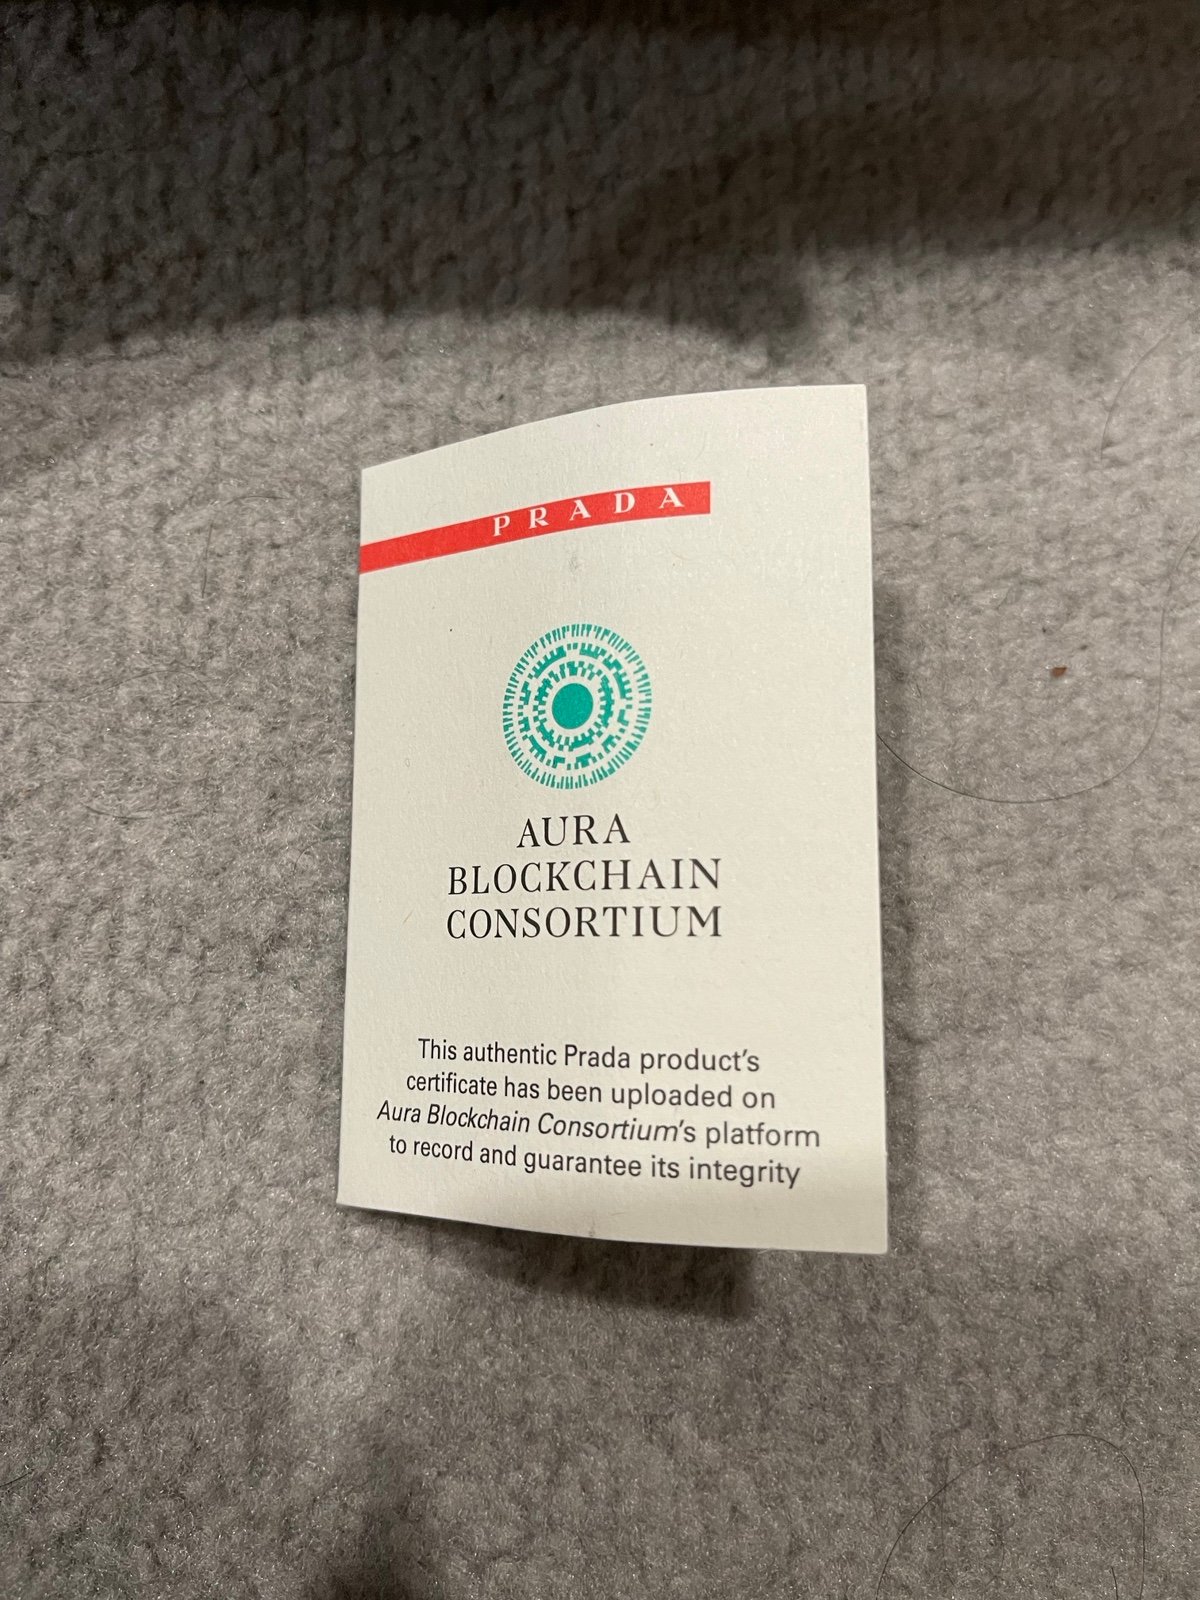 PRADA
AURA
BLOCKCHAIN
CONSORTIUM
This authentic Prada product's
certificate has been uploaded on
Aura Blockchain Consortium's platform
to record and guarantee its integrity